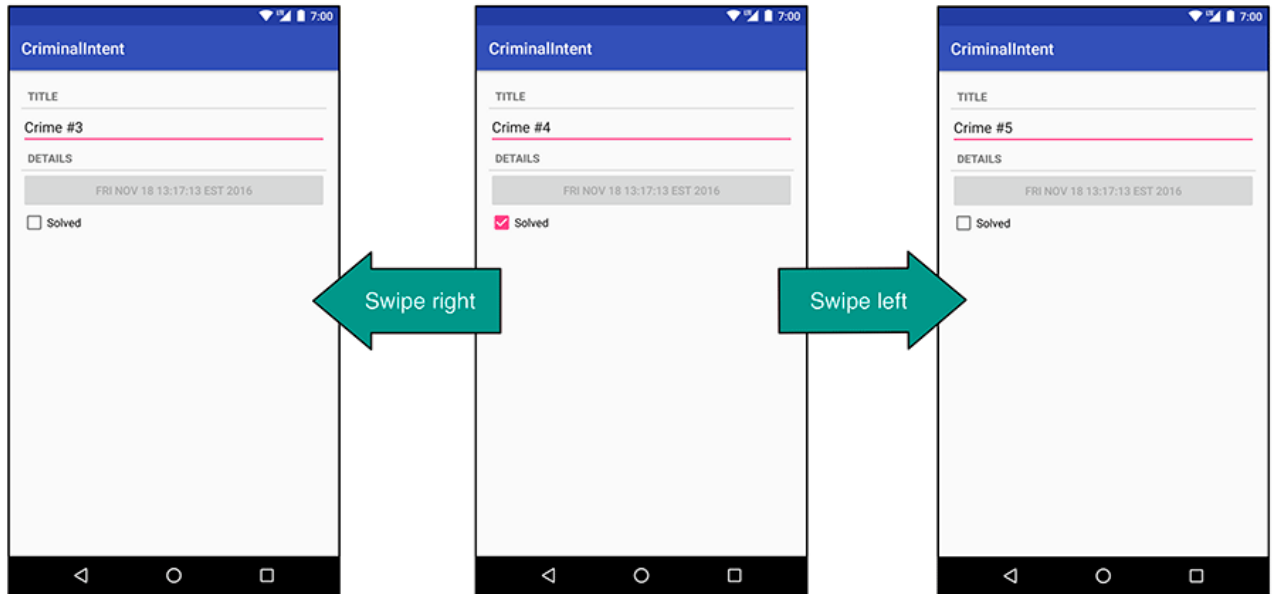 7:00
CriminalIntent
TITLE
Crime #3
DETAILS
FRI NOV 18 13:17:13 EST 2016
Solved
Swipe right
7:00
CriminalIntent
TITLE
Crime #4
DETAILS
FRI NOV 18 13:17:13 EST 2016
Solved
Swipe left
7:00
CriminalIntent
TITLE
Crime #5
DETAILS
FRI NOV 18 13:17:13 EST 2016
Solved